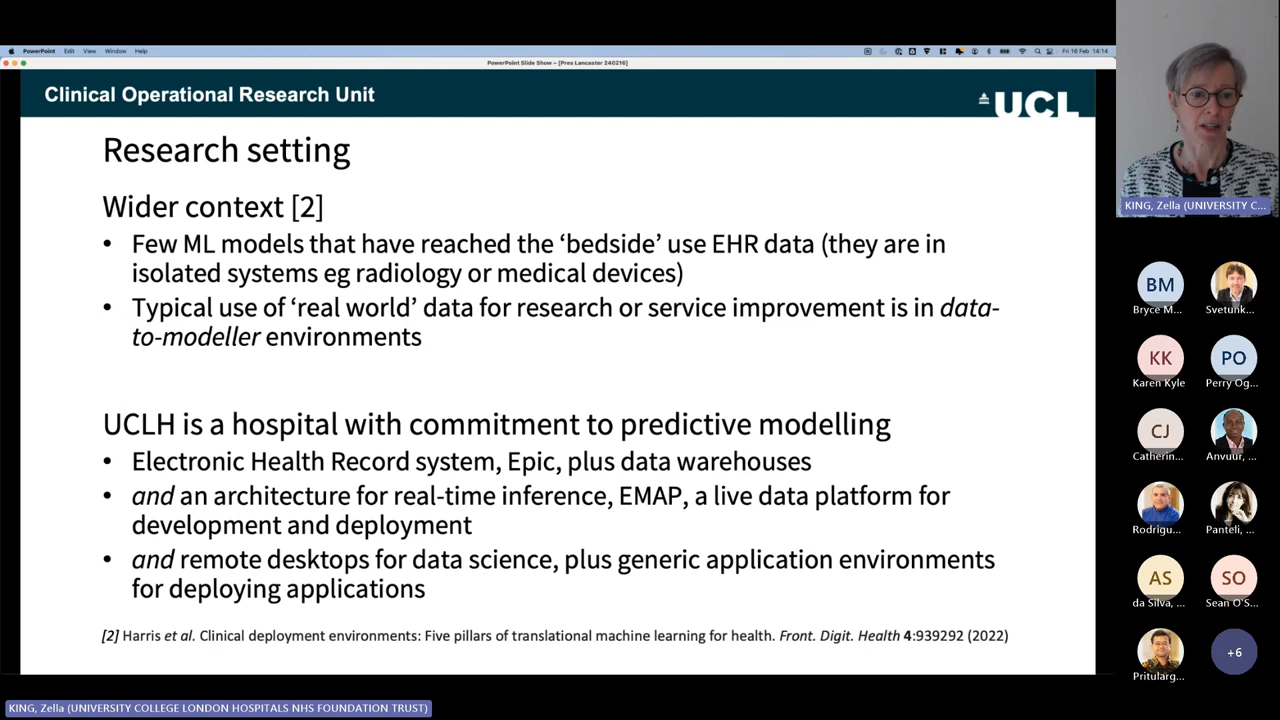 PowerPoint Edit View Window Help
Fri 16 Feb 14:14
PowerPoint Slide Show – [Pres Lancaster 240216]
Clinical Operational Research Unit
UCL
Research setting
Wider context [2]
• Few ML models that have reached the ‘bedside’ use EHR data (they are in
isolated systems eg radiology or medical devices)
• Typical use of ‘real world’ data for research or service improvement is in data-
to-modeller environments
UCLH is a hospital with commitment to predictive modelling
• Electronic Health Record system, Epic, plus data warehouses
• and an architecture for real-time inference, EMAP, a live data platform for
development and deployment
• and remote desktops for data science, plus generic application environments
for deploying applications
[2] Harris et al. Clinical deployment environments: Five pillars of translational machine learning for health. Front. Digit. Health 4:939292 (2022)
KING, Zella (UNIVERSITY C...
BM
Bryce M...
Svetunk...
KK
Karen Kyle
PO
Perry Og...
CJ
Catherin...
Anvuur, ...
Rodrigu...
Panteli, ...
AS
da Silva, ...
SO
Sean O'S...
Pritularg...
+6
KING, Zella (UNIVERSITY COLLEGE LONDON HOSPITALS NHS FOUNDATION TRUST)